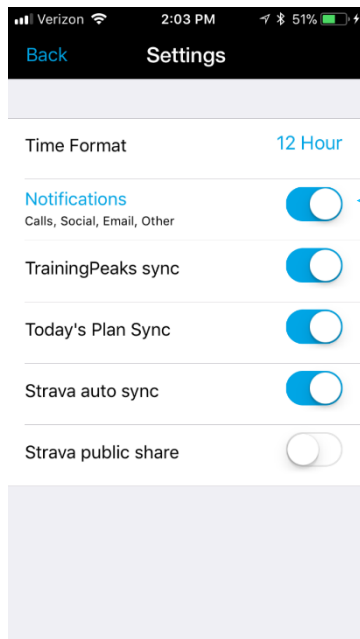 Verizon 2:03 PM 51%
Back Settings
Time Format 12 Hour
Notifications
Calls, Social, Email, Other
TrainingPeaks sync
Today's Plan Sync
Strava auto sync
Strava public share